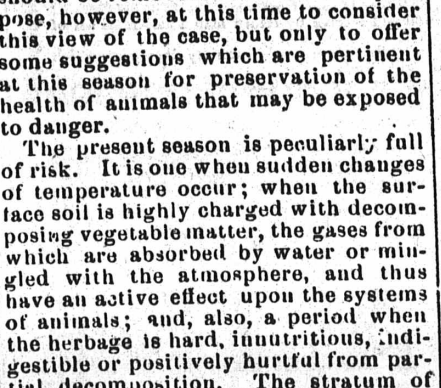 pose, however, at this time to consider
this view of the case, but only to offer
some suggestions which are pertinent
at this season for preservation of the
health of animals that may be exposed
to danger.
The present season is peculiarly full
of risk. It is one when sudden changes
of temperature occur; when the sur-
face soil is highly charged with decom-
posing vegetable matter, the gases from
which are absorbed by water or min-
gled with the atmosphere, and thus
have an active effect upon the systems
of animals; and, also, a period when
the herbage is hard, innutritious, indi-
gestible or positively hurtful from par-
tial decomposition. The stratum of